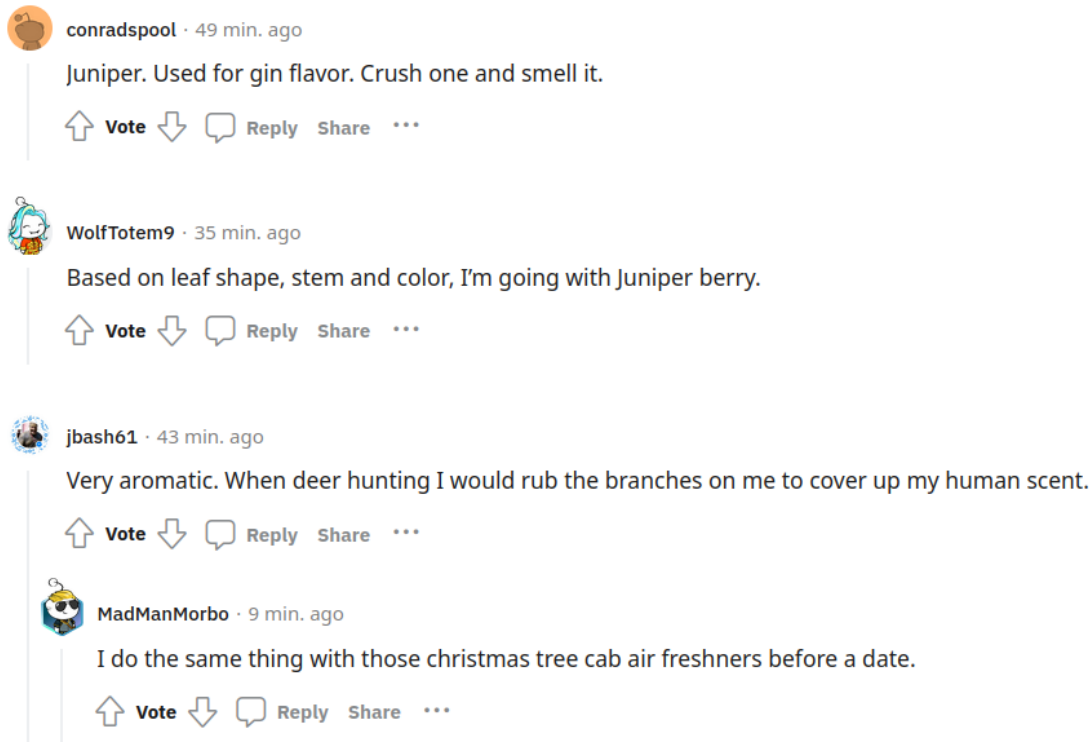 conradspool · 49 min. ago
Juniper. Used for gin flavor. Crush one and smell it.
Vote Reply Share ···
WolfTotem9 · 35 min. ago
Based on leaf shape, stem and color, I’m going with Juniper berry.
Vote Reply Share ···
jbash61 · 43 min. ago
Very aromatic. When deer hunting I would rub the branches on me to cover up my human scent.
Vote Reply Share ···
MadManMorbo · 9 min. ago
I do the same thing with those christmas tree cab air freshners before a date.
Vote Reply Share ···